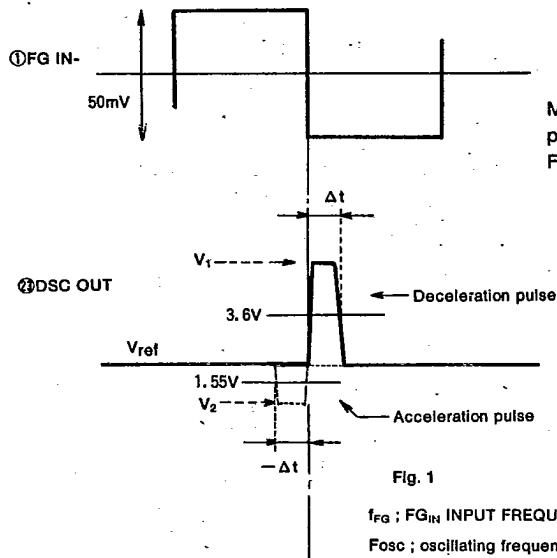 ①FG IN-
50mV
M
p
F
Δt
V1
㉑DSC OUT
Deceleration pulse
3.6V
Vref
1.55V
V2
Acceleration pulse
-Δt
Fig. 1
fFG ; FGIN INPUT FREQU
Fosc ; oscillating frequen